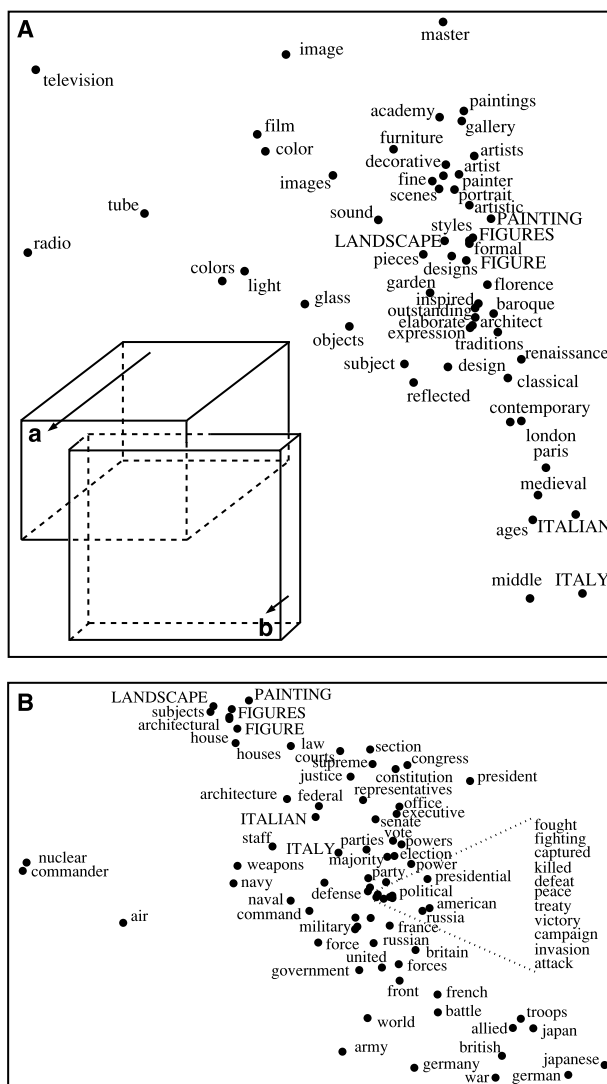 A
master
image
television
paintings
academy
gallery
film
furniture
color
artists
decorative
artist
images
fine
painter
scenes
portrait
tube
artistic
sound
PAINTING
styles
FIGURES
radio
LANDSCAPE
formal
pieces
FIGURE
designs
colors
light
garden
florence
glass
inspired
baroque
outstanding
elaborate
architect
objects
expression
traditions
renaissance
subject
design
classical
reflected
contemporary
a
london
paris
medieval
ages
ITALIAN
middle
ITALY
b
B
LANDSCAPE
PAINTING
subjects
FIGURES
architectural
FIGURE
house
houses
law
section
courts
supreme
congress
justice
constitution
president
representatives
architecture
federal
office
executive
ITALIAN
senate
vote
staff
parties
powers
ITALY
majority
election
nuclear
power
commander
weapons
party
presidential
navy
defense
political
naval
american
command
russia
air
military
france
force
russian
united
britain
government
forces
front
french
battle
world
troops
allied
japan
army
british
germany
japanese
war
german
fought
fighting
captured
killed
defeat
peace
treaty
victory
campaign
invasion
attack